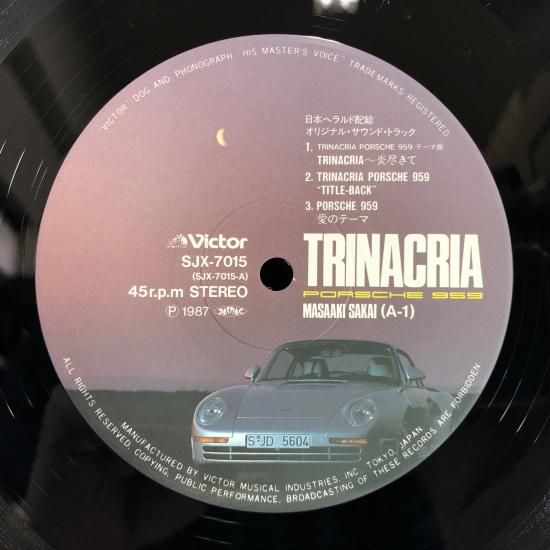 "VICTOR" DOG AND PHONOGRAPH HIS MASTER'S VOICE" TRADEMARKS REGISTERED
日本ヘラルド配給
オリジナル・サウンド・トラック
1. TRINACRIA PORSCHE 959 テーマ曲
TRINACRIA〜炎尽きて
2. TRINACRIA PORSCHE 959
"TITLE-BACK"
3. PORSCHE 959
愛のテーマ
Victor
SJX-7015
(SJX-7015-A)
45 r.p.m STEREO
Ⓟ 1987 JASRAC
TRINACRIA
PORSCHE 959
MASAAKI SAKAI (A-1)
S JD 5604
ALL RIGHTS RESERVED. COPYING, PUBLIC PERFORMANCE, BROADCASTING OF THESE RECORDS ARE FORBIDDEN
MANUFACTURED BY VICTOR MUSICAL INDUSTRIES, INC., TOKYO, JAPAN